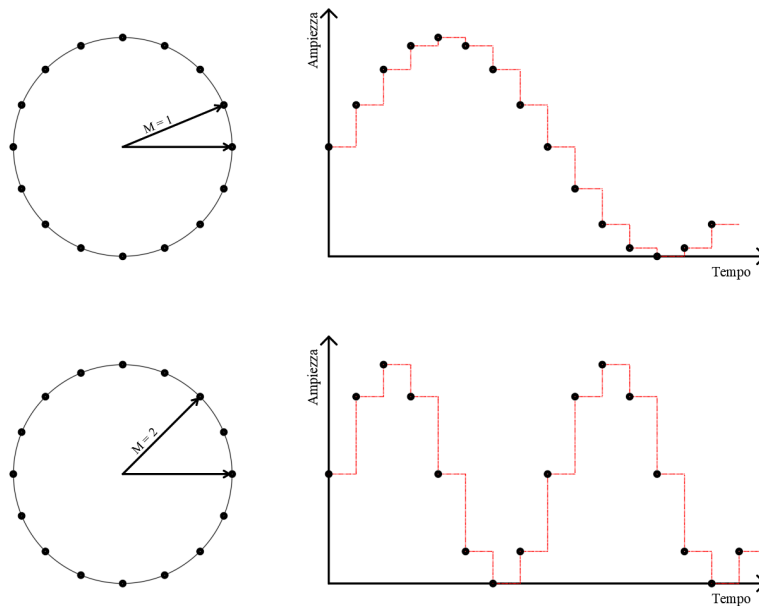 Ampiezza
M = 1
Tempo
Ampiezza
M = 2
Tempo